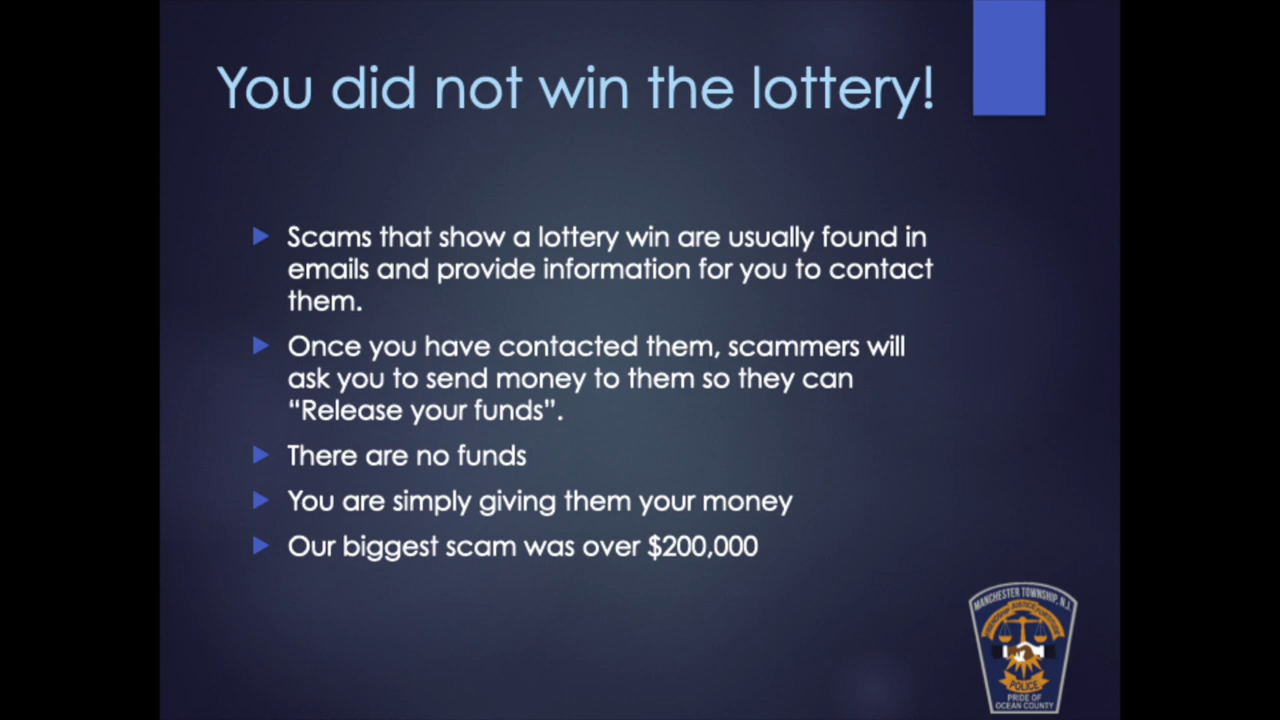 You did not win the lottery!
Scams that show a lottery win are usually found in
emails and provide information for you to contact
them.
Once you have contacted them, scammers will
ask you to send money to them so they can
“Release your funds”.
There are no funds
You are simply giving them your money
Our biggest scam was over $200,000
MANCHESTER TOWNSHIP, N.J.
POLICE
PRIDE OF
OCEAN COUNTY